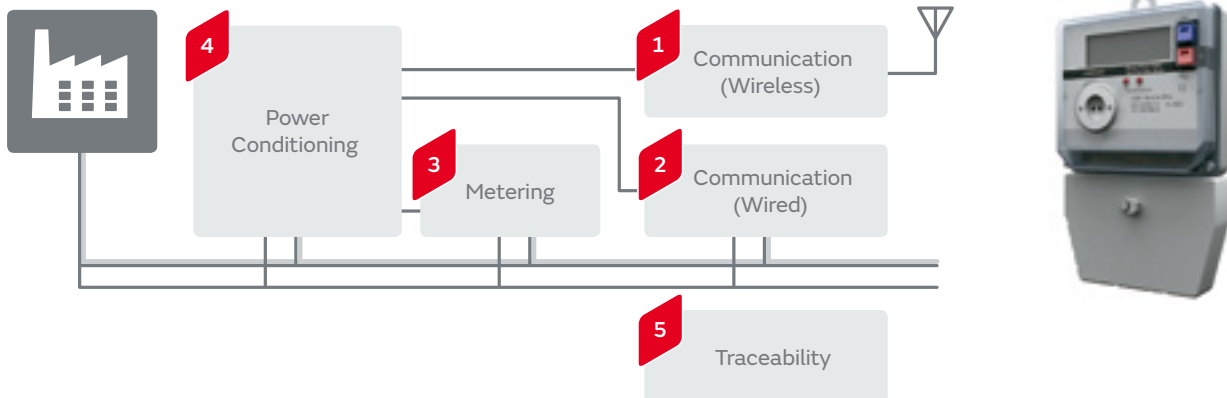 4
Power
Conditioning
1
Communication
(Wireless)
3
Metering
2
Communication
(Wired)
5
Traceability